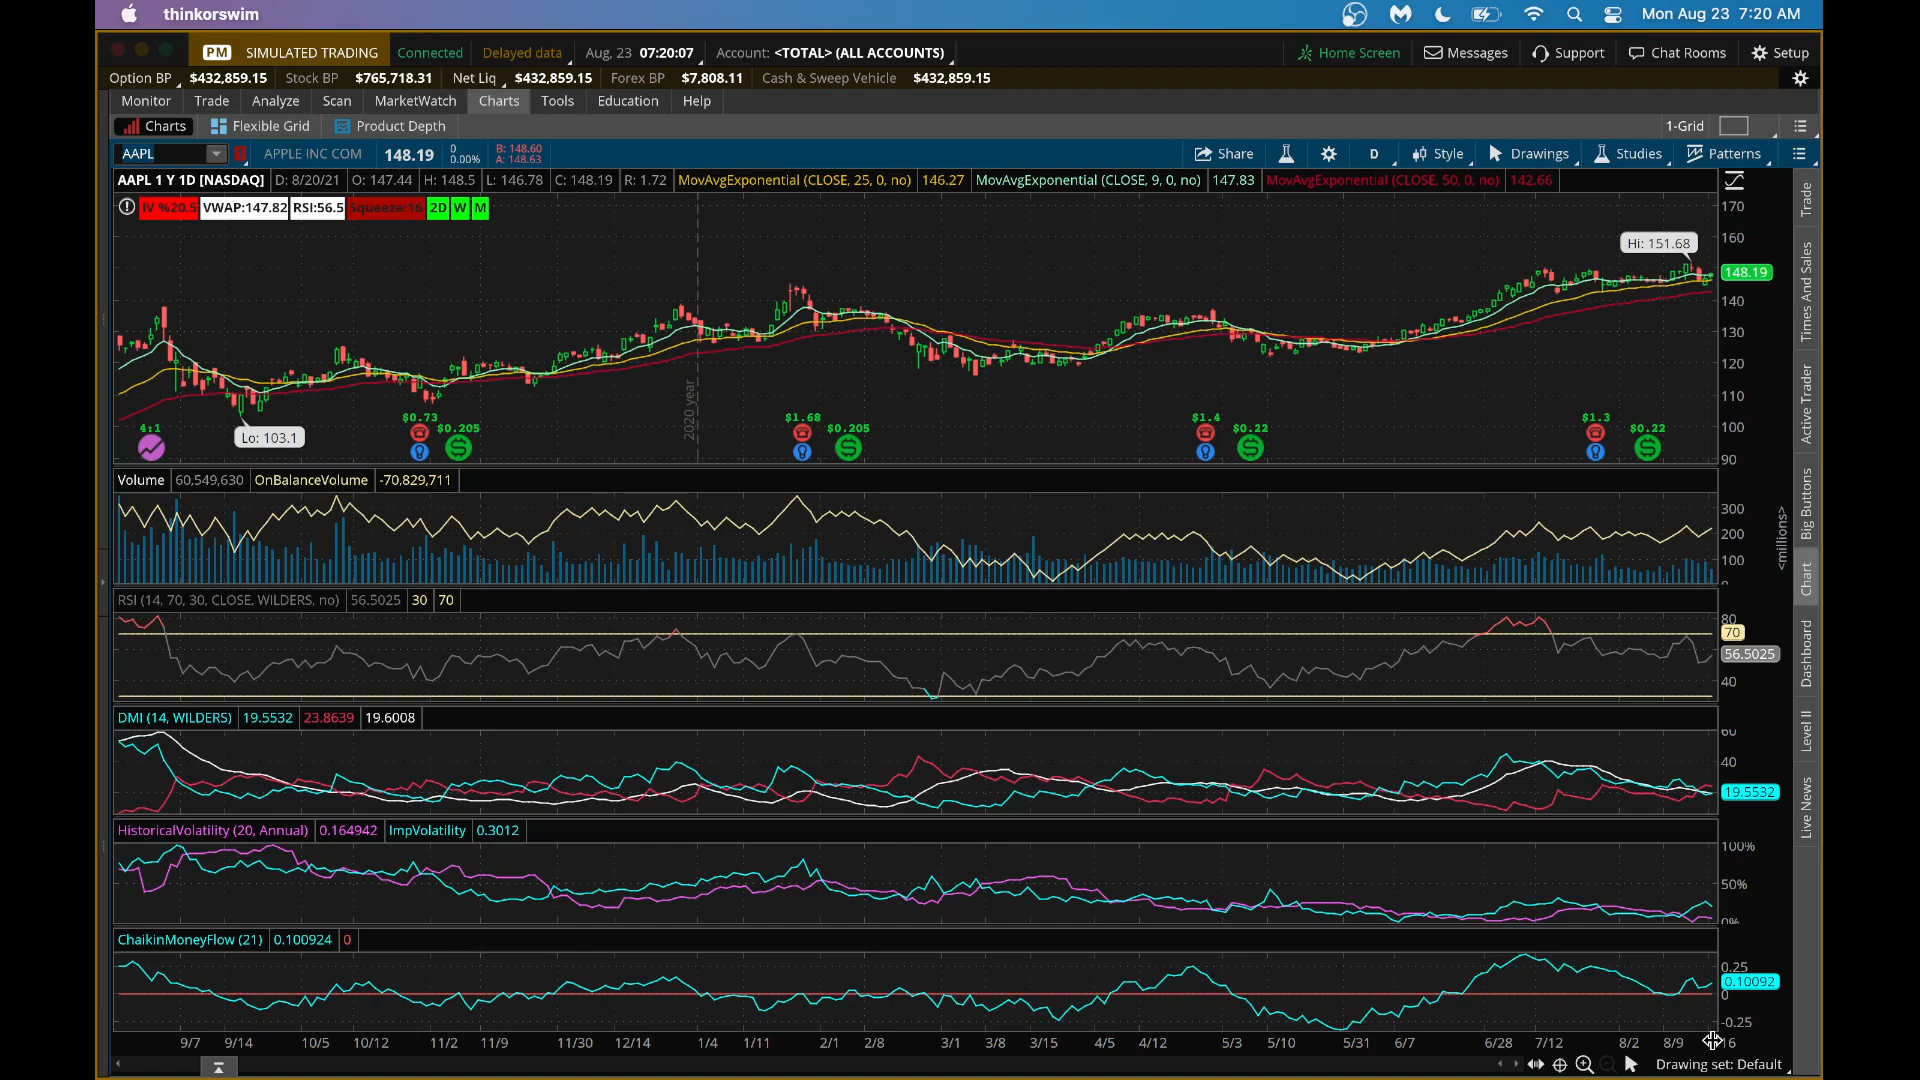 thinkorswim
Mon Aug 23 7:20 AM
PM SIMULATED TRADING Connected Delayed data Aug, 23 07:20:07 Account: <TOTAL> (ALL ACCOUNTS) Home Screen Messages Support Chat Rooms Setup
Option BP $432,859.15 Stock BP $765,718.31 Net Liq $432,859.15 Forex BP $7,808.11 Cash & Sweep Vehicle $432,859.15
Monitor Trade Analyze Scan MarketWatch Charts Tools Education Help
Charts Flexible Grid Product Depth 1-Grid
AAPL APPLE INC COM 148.19 0 0.00% B: 148.60 A: 148.63 Share D Style Drawings Studies Patterns
AAPL 1 Y 1D [NASDAQ] D: 8/20/21 O: 147.44 H: 148.5 L: 146.78 C: 148.19 R: 1.72 MovAvgExponential (CLOSE, 25, 0, no) 146.27 MovAvgExponential (CLOSE, 9, 0, no) 147.83 MovAvgExponential (CLOSE, 50, 0, no) 142.66
IV %20.5 VWAP:147.82 RSI:56.5 Squeeze:16 2D W M
170
160
Hi: 151.68
148.19
140
130
120
110
100
90
2020 year
Lo: 103.1
4:1
$0.73
$0.205
$1.68
$0.205
$1.4
$0.22
$1.3
$0.22
Volume 60,549,630 OnBalanceVolume -70,829,711
300
200
100
<millions>
RSI (14, 70, 30, CLOSE, WILDERS, no) 56.5025 30 70
80
70
56.5025
40
DMI (14, WILDERS) 19.5532 23.8639 19.6008
60
40
19.5532
HistoricalVolatility (20, Annual) 0.164942 ImpVolatility 0.3012
100%
50%
0%
ChaikinMoneyFlow (21) 0.100924 0
0.25
0.10092
0
-0.25
9/7 9/14 10/5 10/12 11/2 11/9 11/30 12/14 1/4 1/11 2/1 2/8 3/1 3/8 3/15 4/5 4/12 5/3 5/10 5/31 6/7 6/28 7/12 8/2 8/9 16
Drawing set: Default
Trade
Times And Sales
Active Trader
Big Buttons
Chart
Dashboard
Level II
Live News